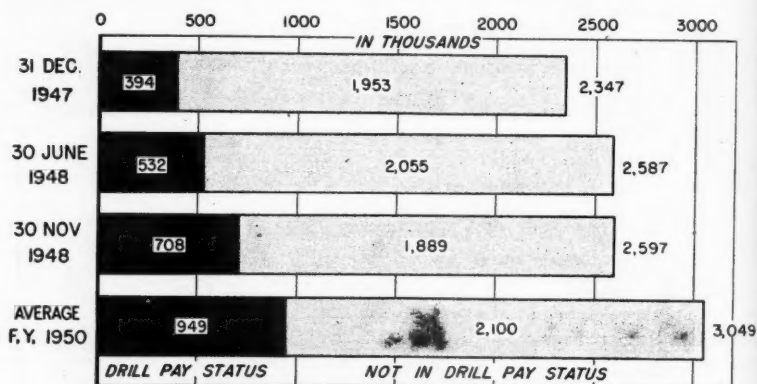 0 500 1000 1500 2000 2500 3000
IN THOUSANDS
31 DEC.
1947
394 1,953 2,347
30 JUNE
1948
532 2,055 2,587
30 NOV
1948
708 1,889 2,597
AVERAGE
F.Y. 1950
949 2,100 3,049
DRILL PAY STATUS NOT IN DRILL PAY STATUS